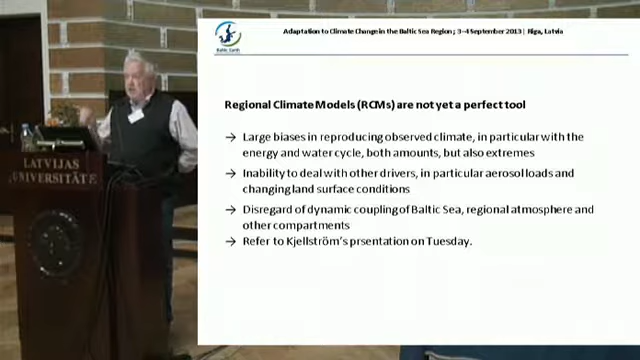 Adaptation to Climate Change in the Baltic Sea Region; 3–4 September 2013 | Riga, Latvia
Baltic Earth
Regional Climate Models (RCMs) are not yet a perfect tool
→ Large biases in reproducing observed climate, in particular with the
energy and water cycle, both amounts, but also extremes
→ Inability to deal with other drivers, in particular aerosol loads and
changing land surface conditions
→ Disregard of dynamic coupling of Baltic Sea, regional atmosphere and
other compartments
→ Refer to Kjellström's prsentation on Tuesday.
LATVIJAS
UNIVERSITĀTE